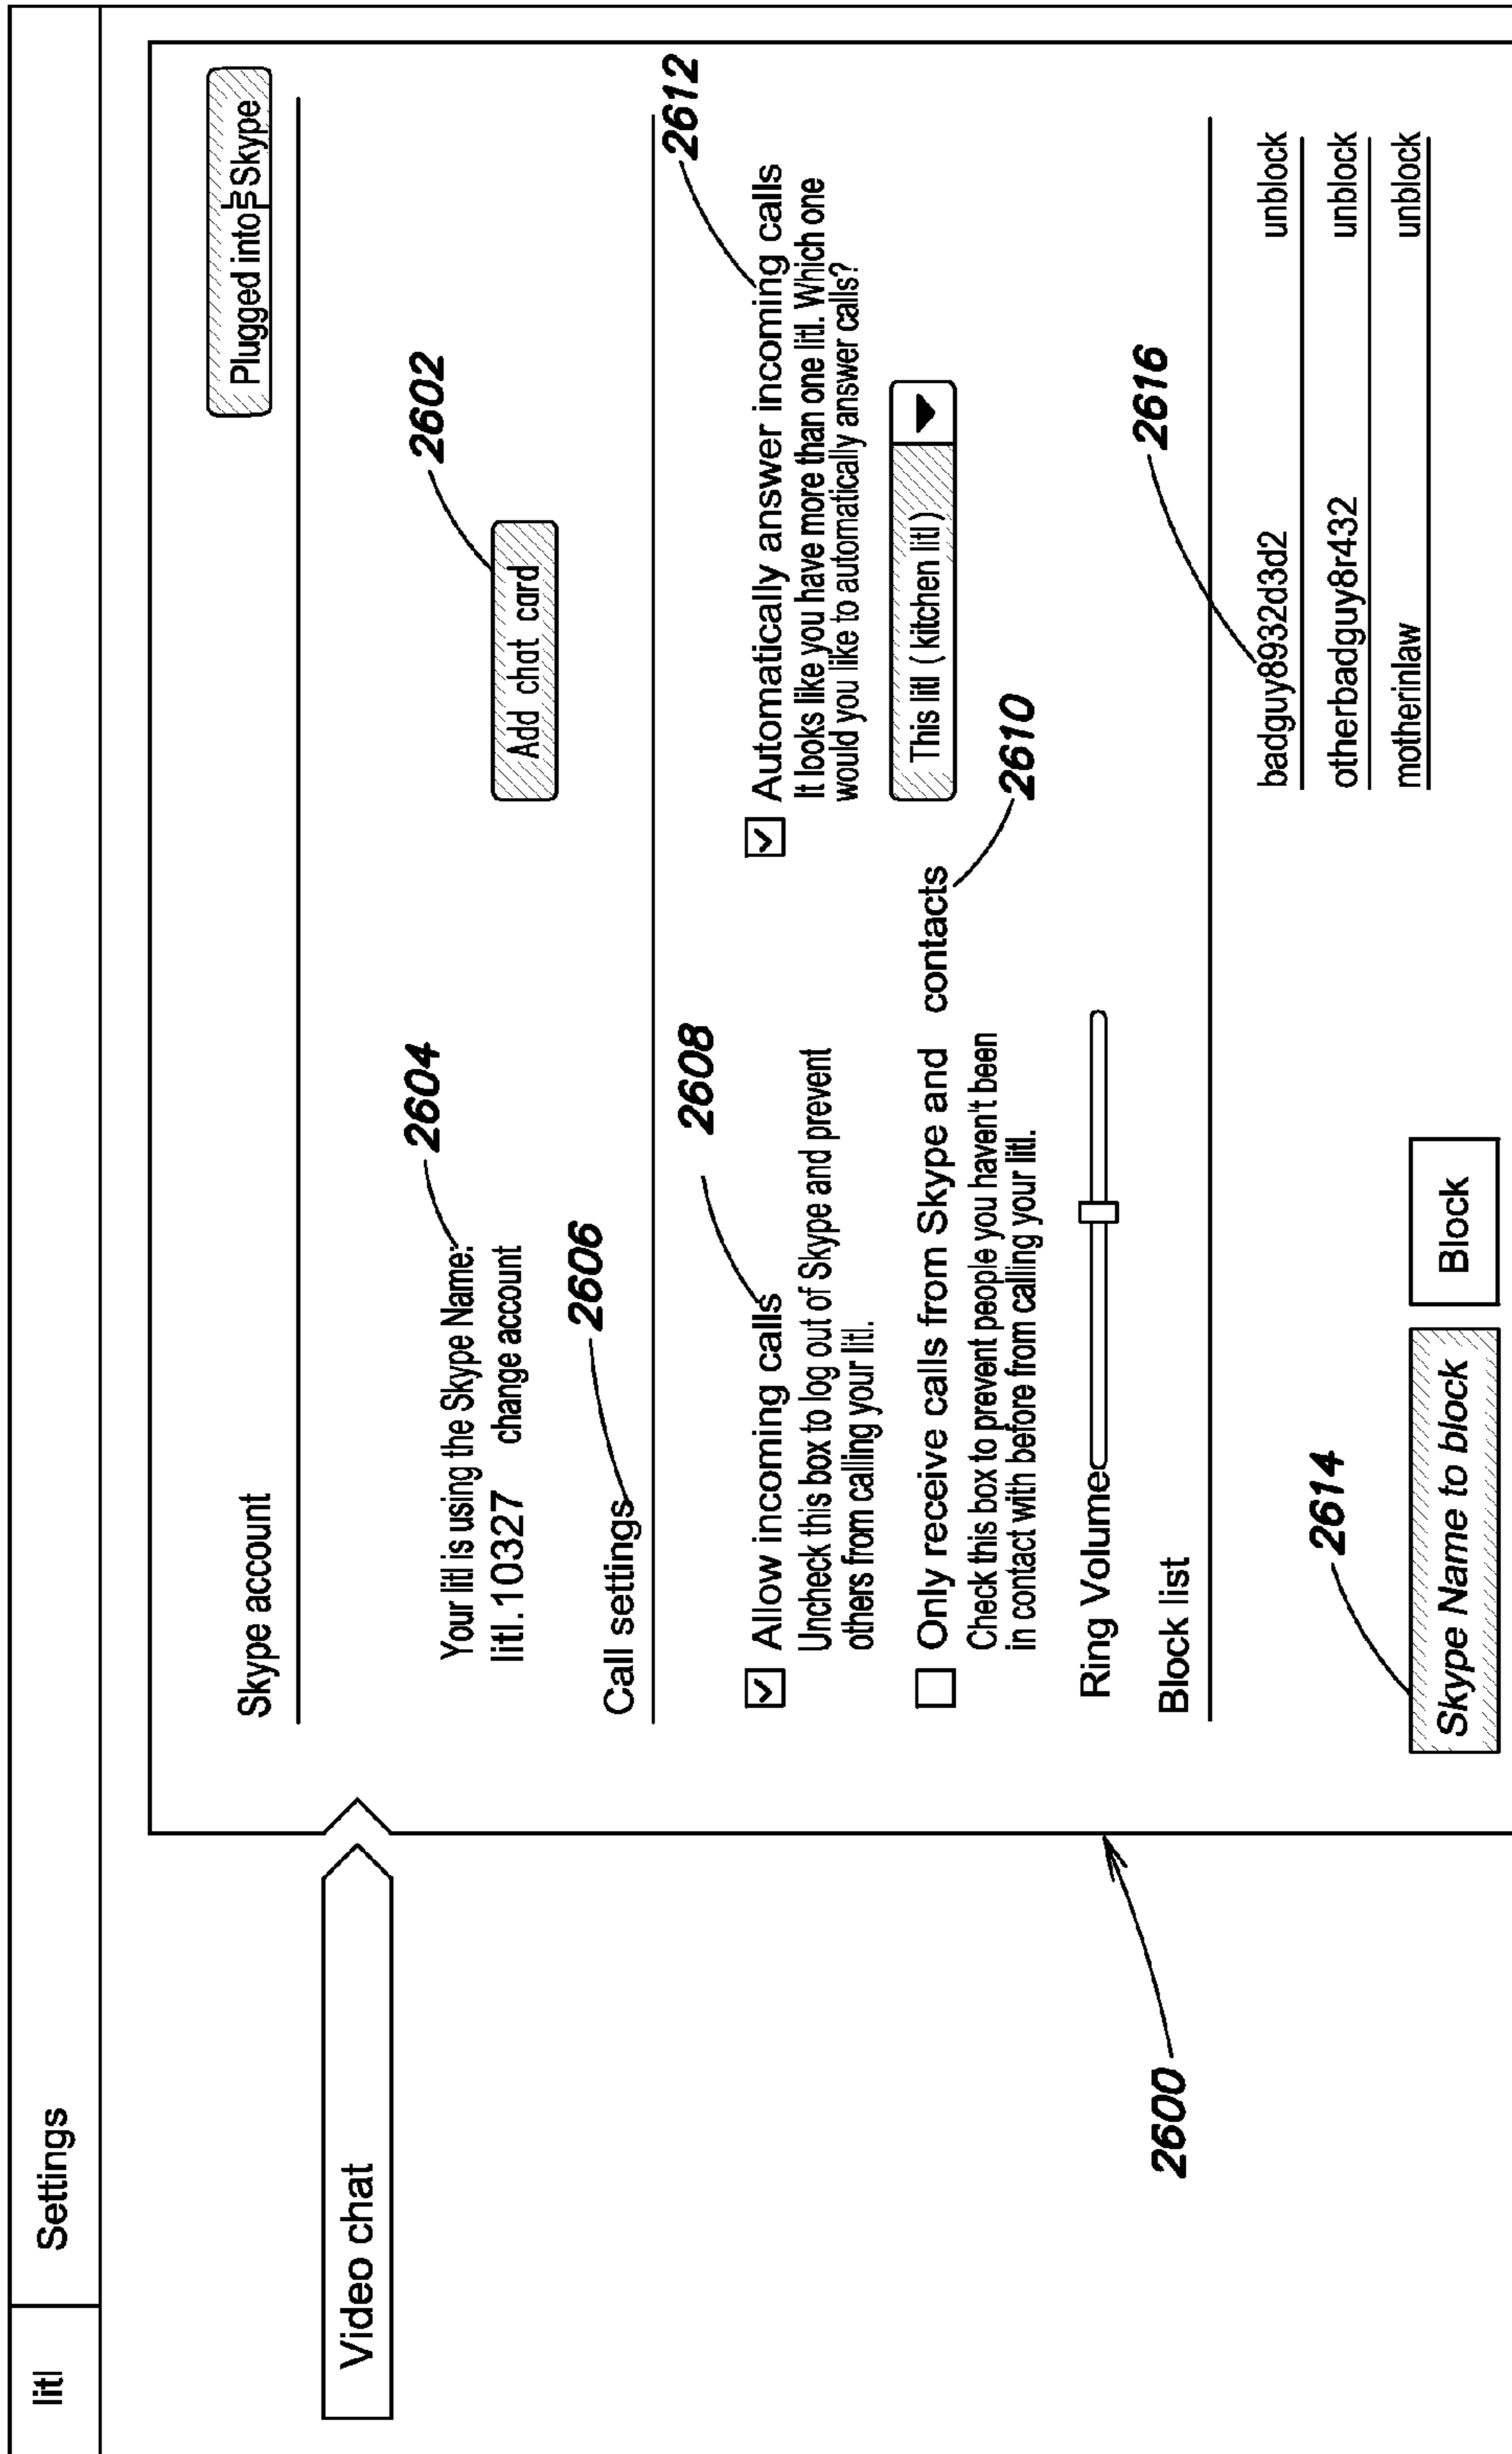 litl Settings
Video chat
Skype account
Plugged into Skype
2602
2604
Your litl is using the Skype Name:
litl.10327 change account
Add chat card
2606
Call settings
2608
2612
Allow incoming calls
Uncheck this box to log out of Skype and prevent
others from calling your litl.
Automatically answer incoming calls
It looks like you have more than one litl. Which one
would you like to automatically answer calls?
This litl ( kitchen litl )
2610
Only receive calls from Skype and contacts
Check this box to prevent people you haven't been
in contact with before from calling your litl.
Ring Volume
2600
2616
Block list
badguy8932d3d2 unblock
otherbadguy8r432 unblock
motherinlaw unblock
2614
Skype Name to block Block